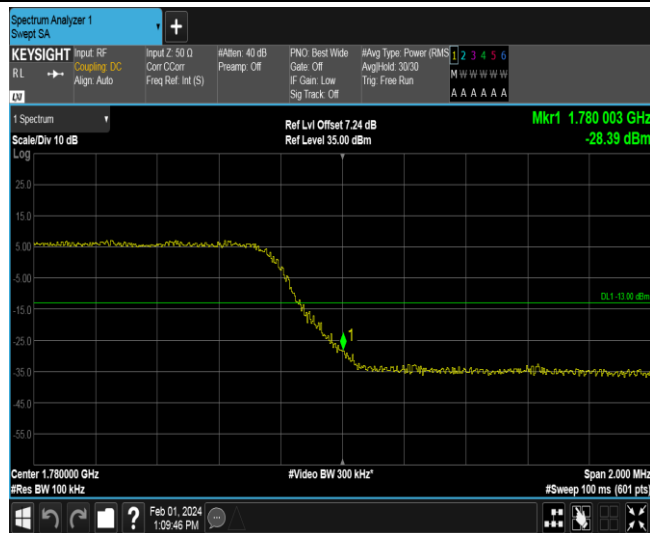 Spectrum Analyzer 1
Swept SA
+
KEYSIGHT
RL
Input: RF
Coupling: DC
Align: Auto
Input Z: 50 Ω
Corr CCorr
Freq Ref: Int (S)
#Atten: 40 dB
Preamp: Off
PNO: Best Wide
Gate: Off
IF Gain: Low
Sig Track: Off
#Avg Type: Power (RMS
Avg|Hold: 30/30
Trig: Free Run
1 2 3 4 5 6
M W W W W W
A A A A A A
1 Spectrum
Scale/Div 10 dB
Log
Ref Lvl Offset 7.24 dB
Ref Level 35.00 dBm
Mkr1 1.780 003 GHz
-28.39 dBm
25.0
15.0
5.00
-5.00
DL1 -13.00 dBm
-15.0
1
-25.0
-35.0
-45.0
-55.0
Center 1.780000 GHz
#Res BW 100 kHz
#Video BW 300 kHz*
Span 2.000 MHz
#Sweep 100 ms (601 pts)
?
Feb 01, 2024
1:09:46 PM